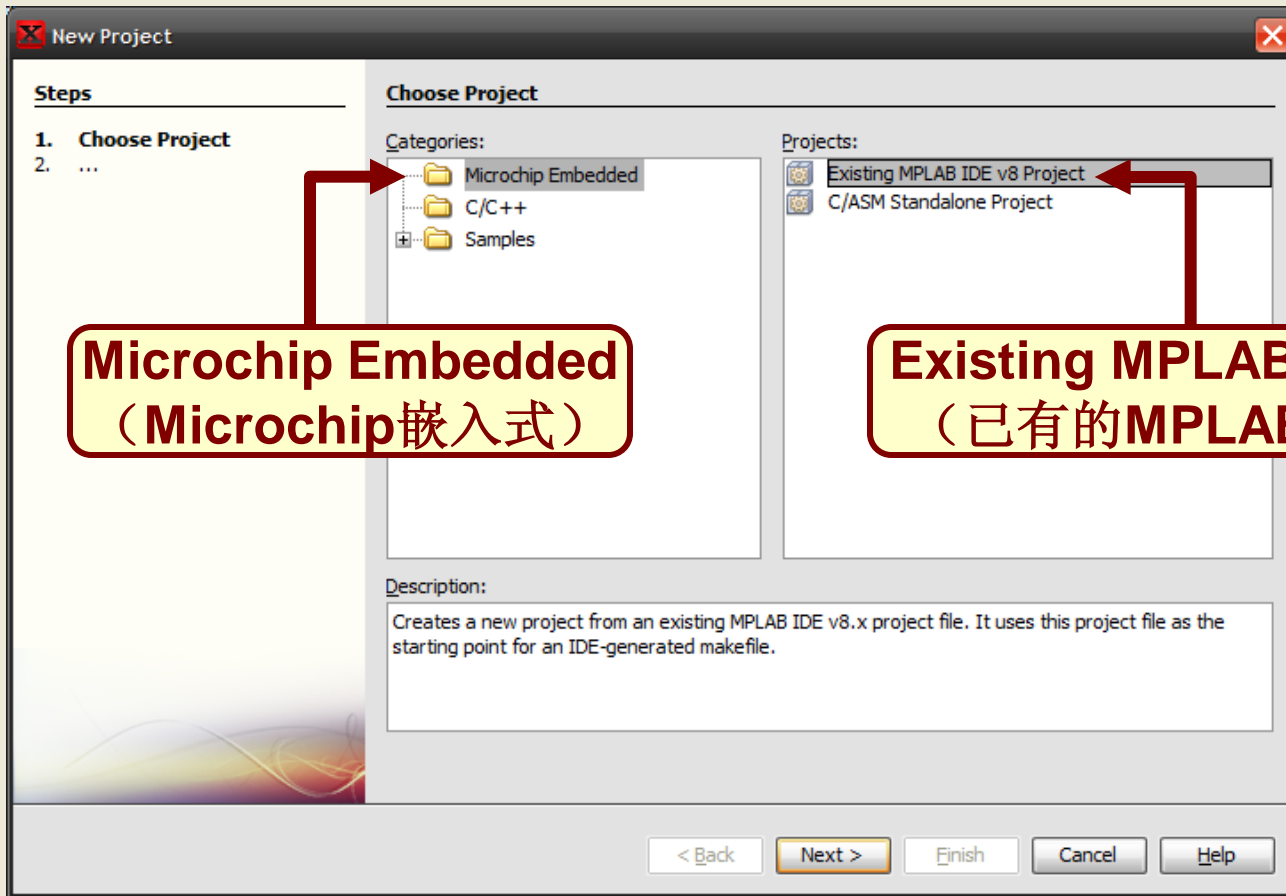 New Project
Steps
1. Choose Project
2. ...
Choose Project
Categories:
Microchip Embedded
C/C++
Samples
Projects:
Existing MPLAB IDE v8 Project
C/ASM Standalone Project
Microchip Embedded
（Microchip嵌入式）
Existing MPLAB
（已有的MPLAB
Description:
Creates a new project from an existing MPLAB IDE v8.x project file. It uses this project file as the
starting point for an IDE-generated makefile.
< Back
Next >
Finish
Cancel
Help